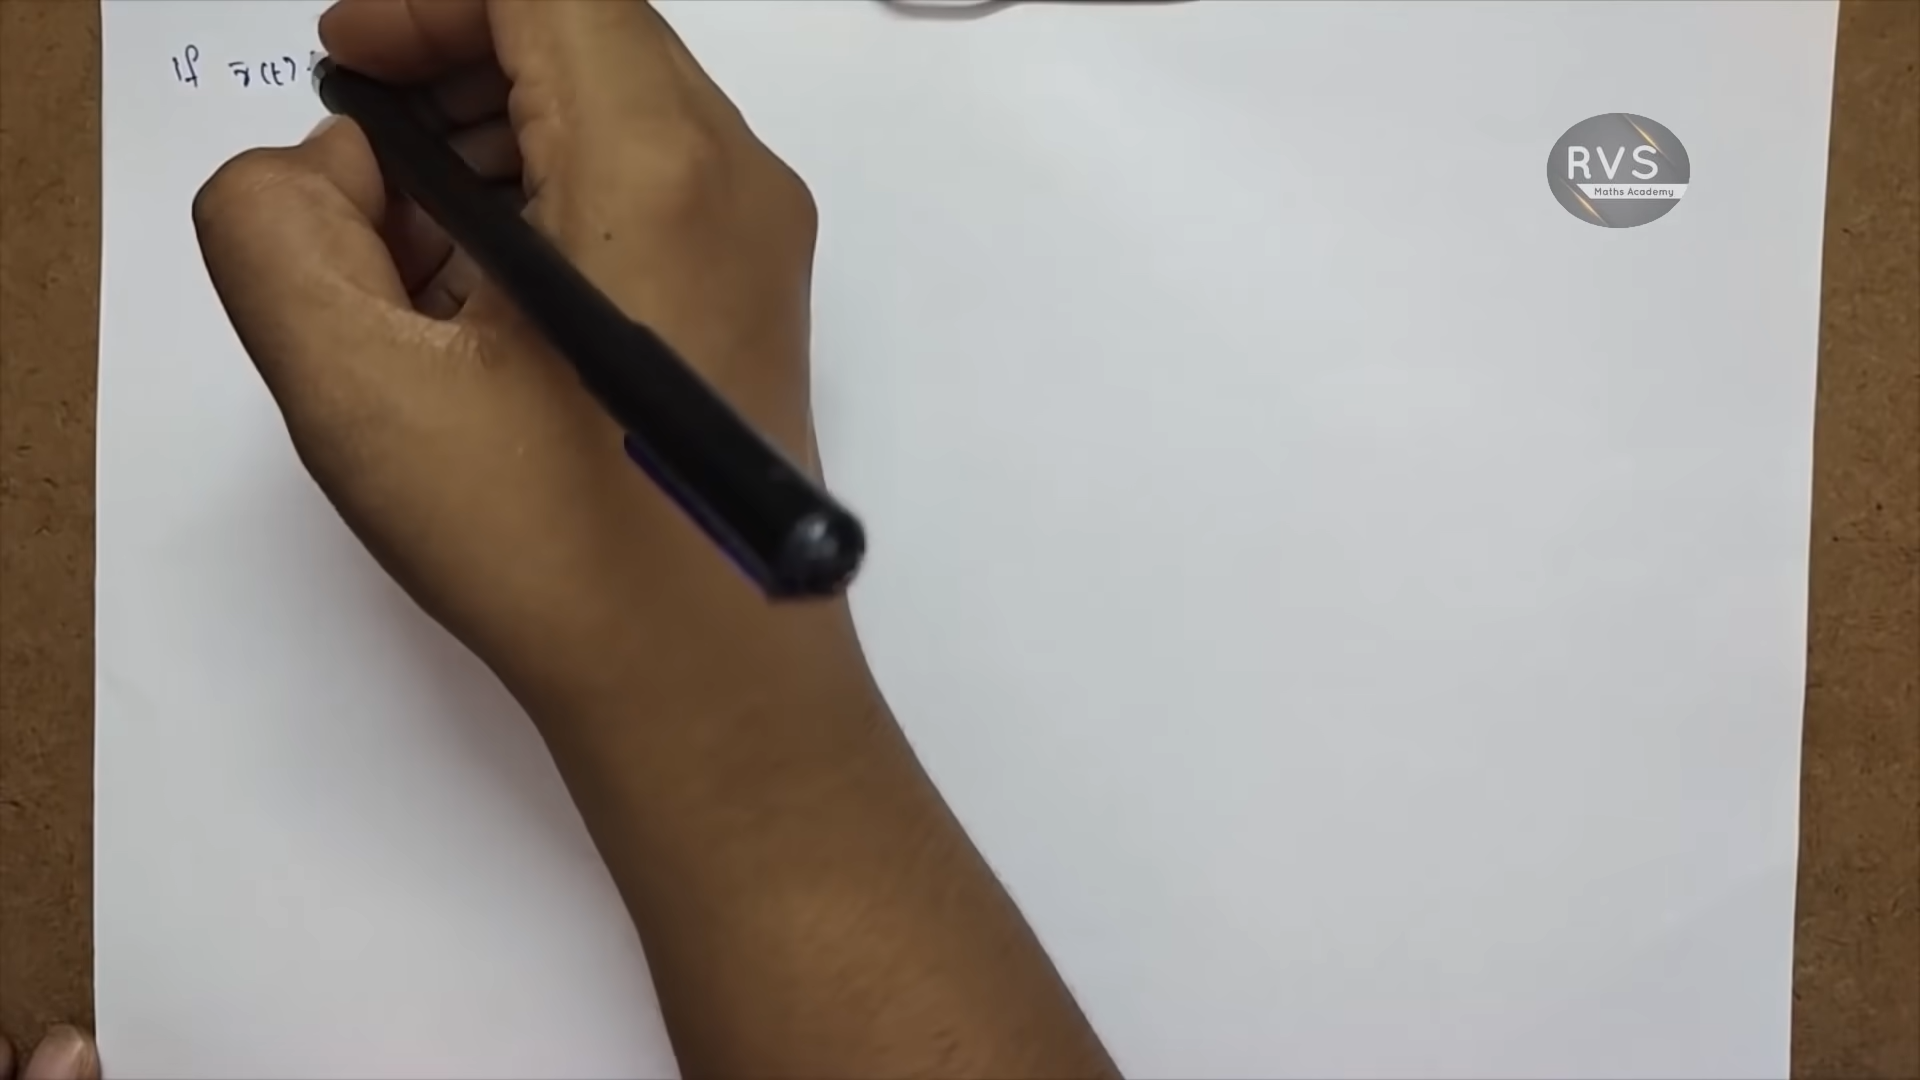 If r̄(t)
RVS
Maths Academy